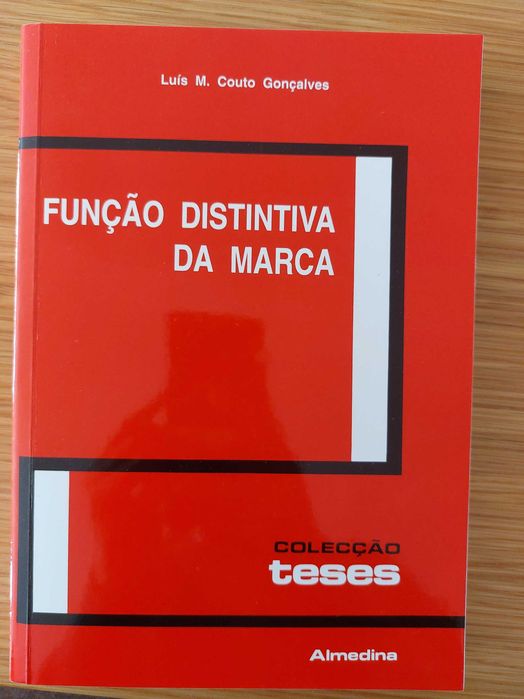 Luís M. Couto Gonçalves
FUNÇÃO DISTINTIVA
DA MARCA
COLECÇÃO
teses
Almedina